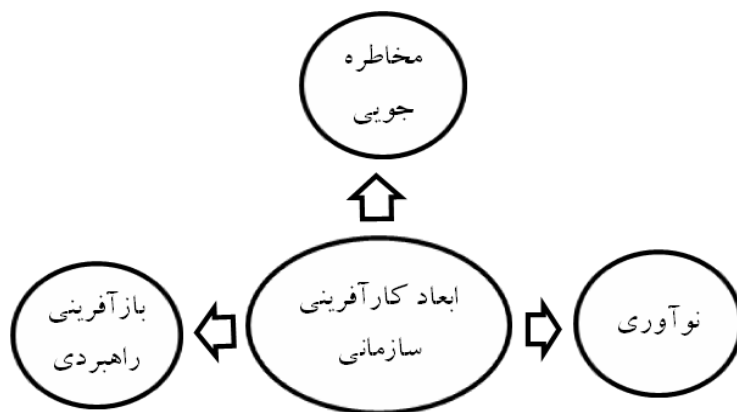 مخاطره
جویی
ابعاد کارآفرینی
سازمانی
نوآوری
بازآفرینی
راهبردی